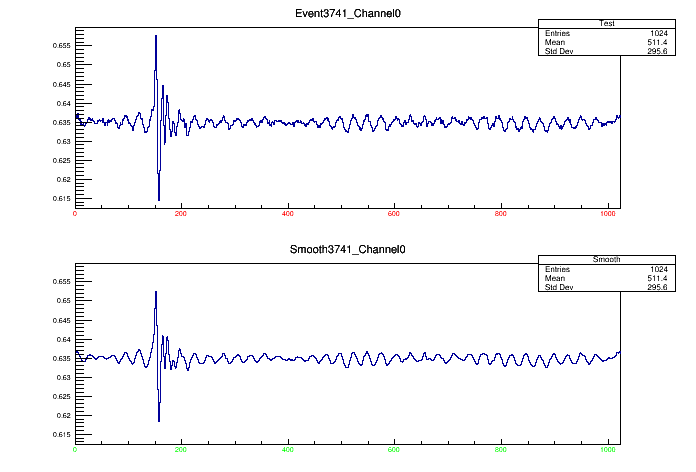 Event3741_Channel0
Test
Entries 1024
Mean 511.4
Std Dev 295.6
0.655
0.65
0.645
0.64
0.635
0.63
0.625
0.62
0.615
0 200 400 600 800 1000
Smooth3741_Channel0
Smooth
Entries 1024
Mean 511.4
Std Dev 295.6
0.655
0.65
0.645
0.64
0.635
0.63
0.625
0.62
0.615
0 200 400 600 800 1000